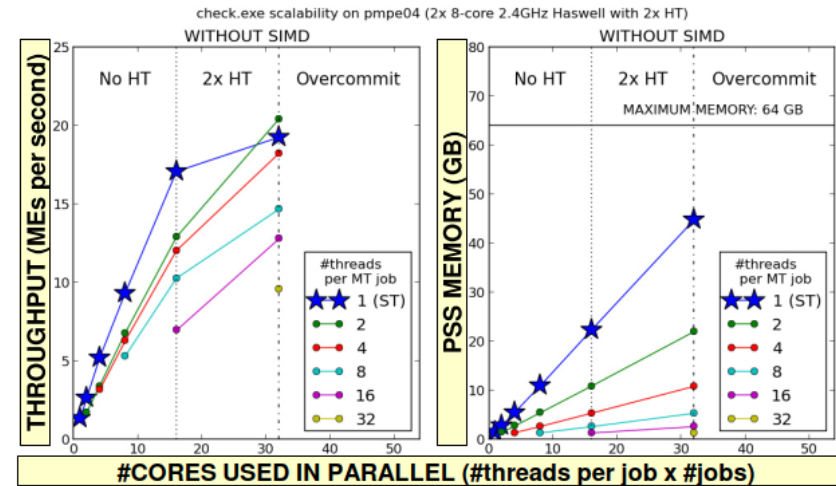 check.exe scalability on pmpe04 (2x 8-core 2.4GHz Haswell with 2x HT)
WITHOUT SIMD
THROUGHPUT (MEs per second)
25
20
15
10
5
0
No HT
2x HT
Overcommit
#threads
per MT job
1 (ST)
2
4
8
16
32
0
10
20
30
40
50
WITHOUT SIMD
PSS MEMORY (GB)
80
70
60
50
40
30
20
10
0
No HT
2x HT
Overcommit
MAXIMUM MEMORY: 64 GB
#threads
per MT job
1 (ST)
2
4
8
16
32
0
10
20
30
40
50
#CORES USED IN PARALLEL (#threads per job x #jobs)